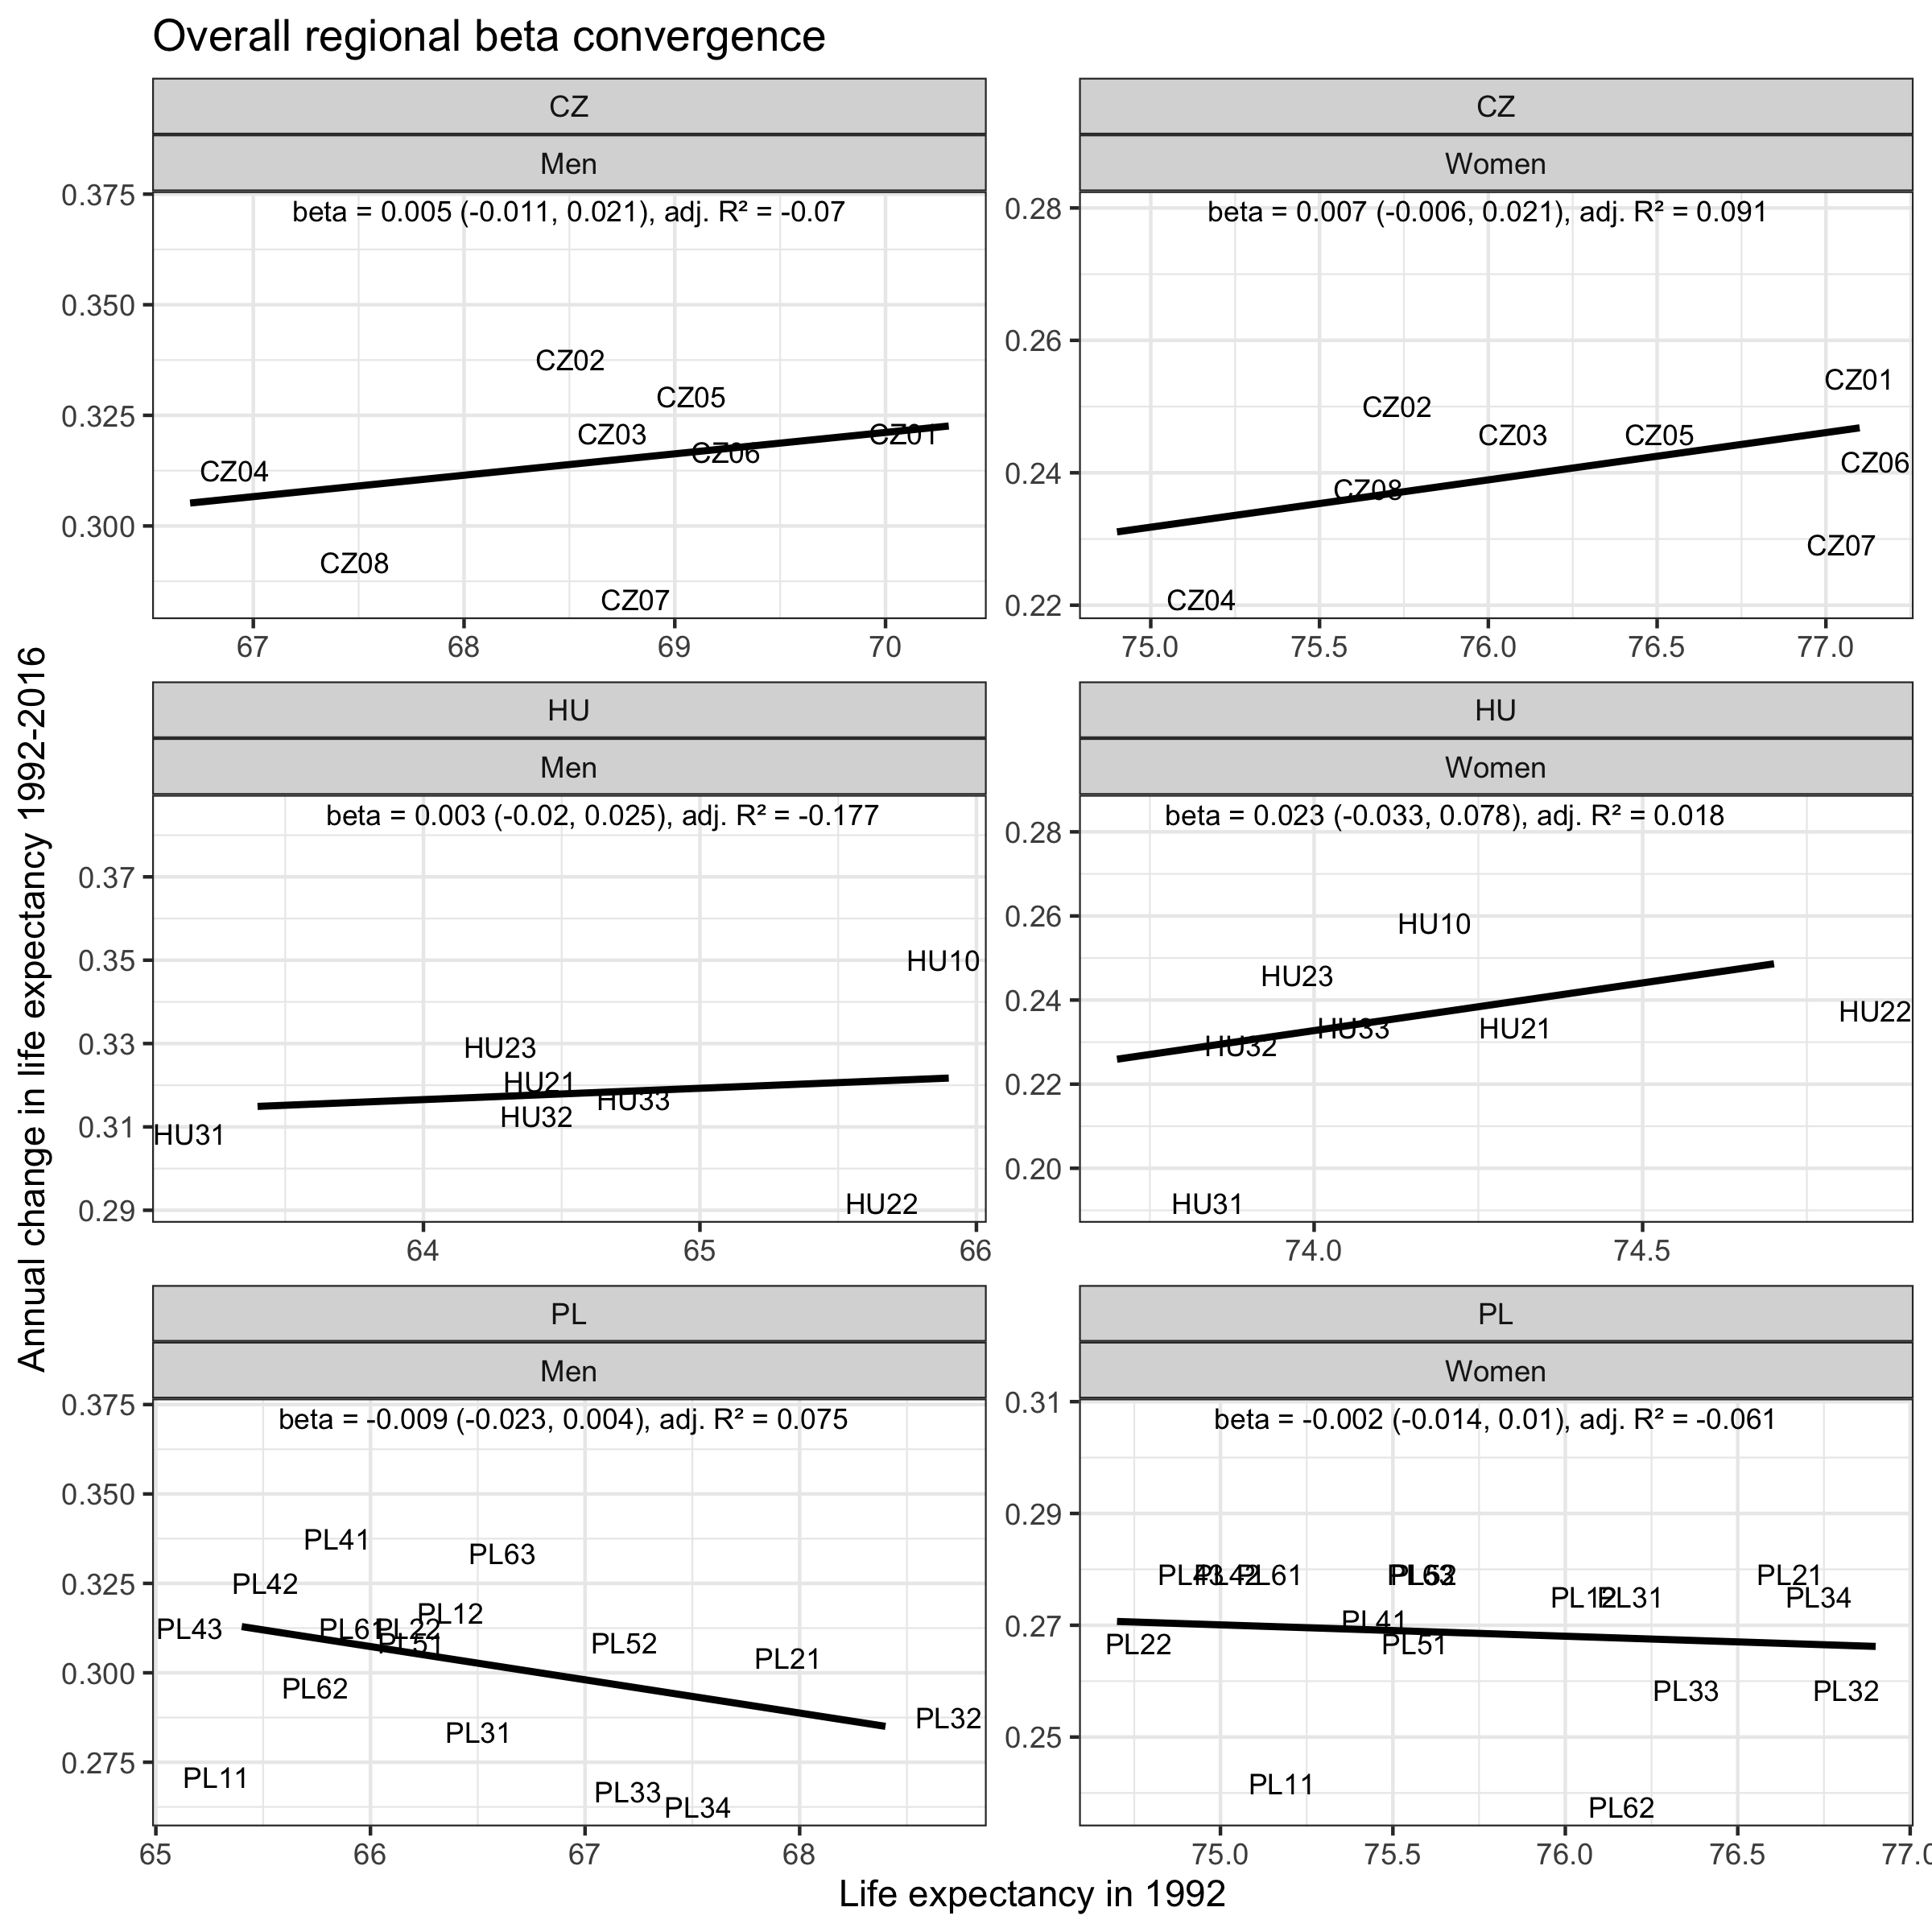 Overall regional beta convergence
CZ
Men
beta = 0.005 (-0.011, 0.021), adj. R² = -0.07
0.375
0.350
0.325
0.300
CZ02
CZ05
CZ03
CZ01
CZ06
CZ04
CZ08
CZ07
67 68 69 70
CZ
Women
beta = 0.007 (-0.006, 0.021), adj. R² = 0.091
0.28
0.26
0.24
0.22
CZ01
CZ02
CZ03
CZ05
CZ06
CZ08
CZ07
CZ04
75.0 75.5 76.0 76.5 77.0
HU
Men
beta = 0.003 (-0.02, 0.025), adj. R² = -0.177
0.37
0.35
0.33
0.31
0.29
HU10
HU23
HU21
HU33
HU32
HU31
HU22
64 65 66
HU
Women
beta = 0.023 (-0.033, 0.078), adj. R² = 0.018
0.28
0.26
0.24
0.22
0.20
HU10
HU23
HU22
HU33
HU21
HU32
HU31
74.0 74.5
PL
Men
beta = -0.009 (-0.023, 0.004), adj. R² = 0.075
0.375
0.350
0.325
0.300
0.275
PL41
PL63
PL42
PL12
PL43
PL61
PL22
PL51
PL52
PL21
PL62
PL32
PL31
PL11
PL33
PL34
65 66 67 68
PL
Women
beta = -0.002 (-0.014, 0.01), adj. R² = -0.061
0.31
0.29
0.27
0.25
PL43
PL42
PL61
PL63
PL52
PL21
PL12
PL31
PL34
PL41
PL22
PL51
PL33
PL32
PL11
PL62
75.0 75.5 76.0 76.5 77.0
Annual change in life expectancy 1992-2016
Life expectancy in 1992